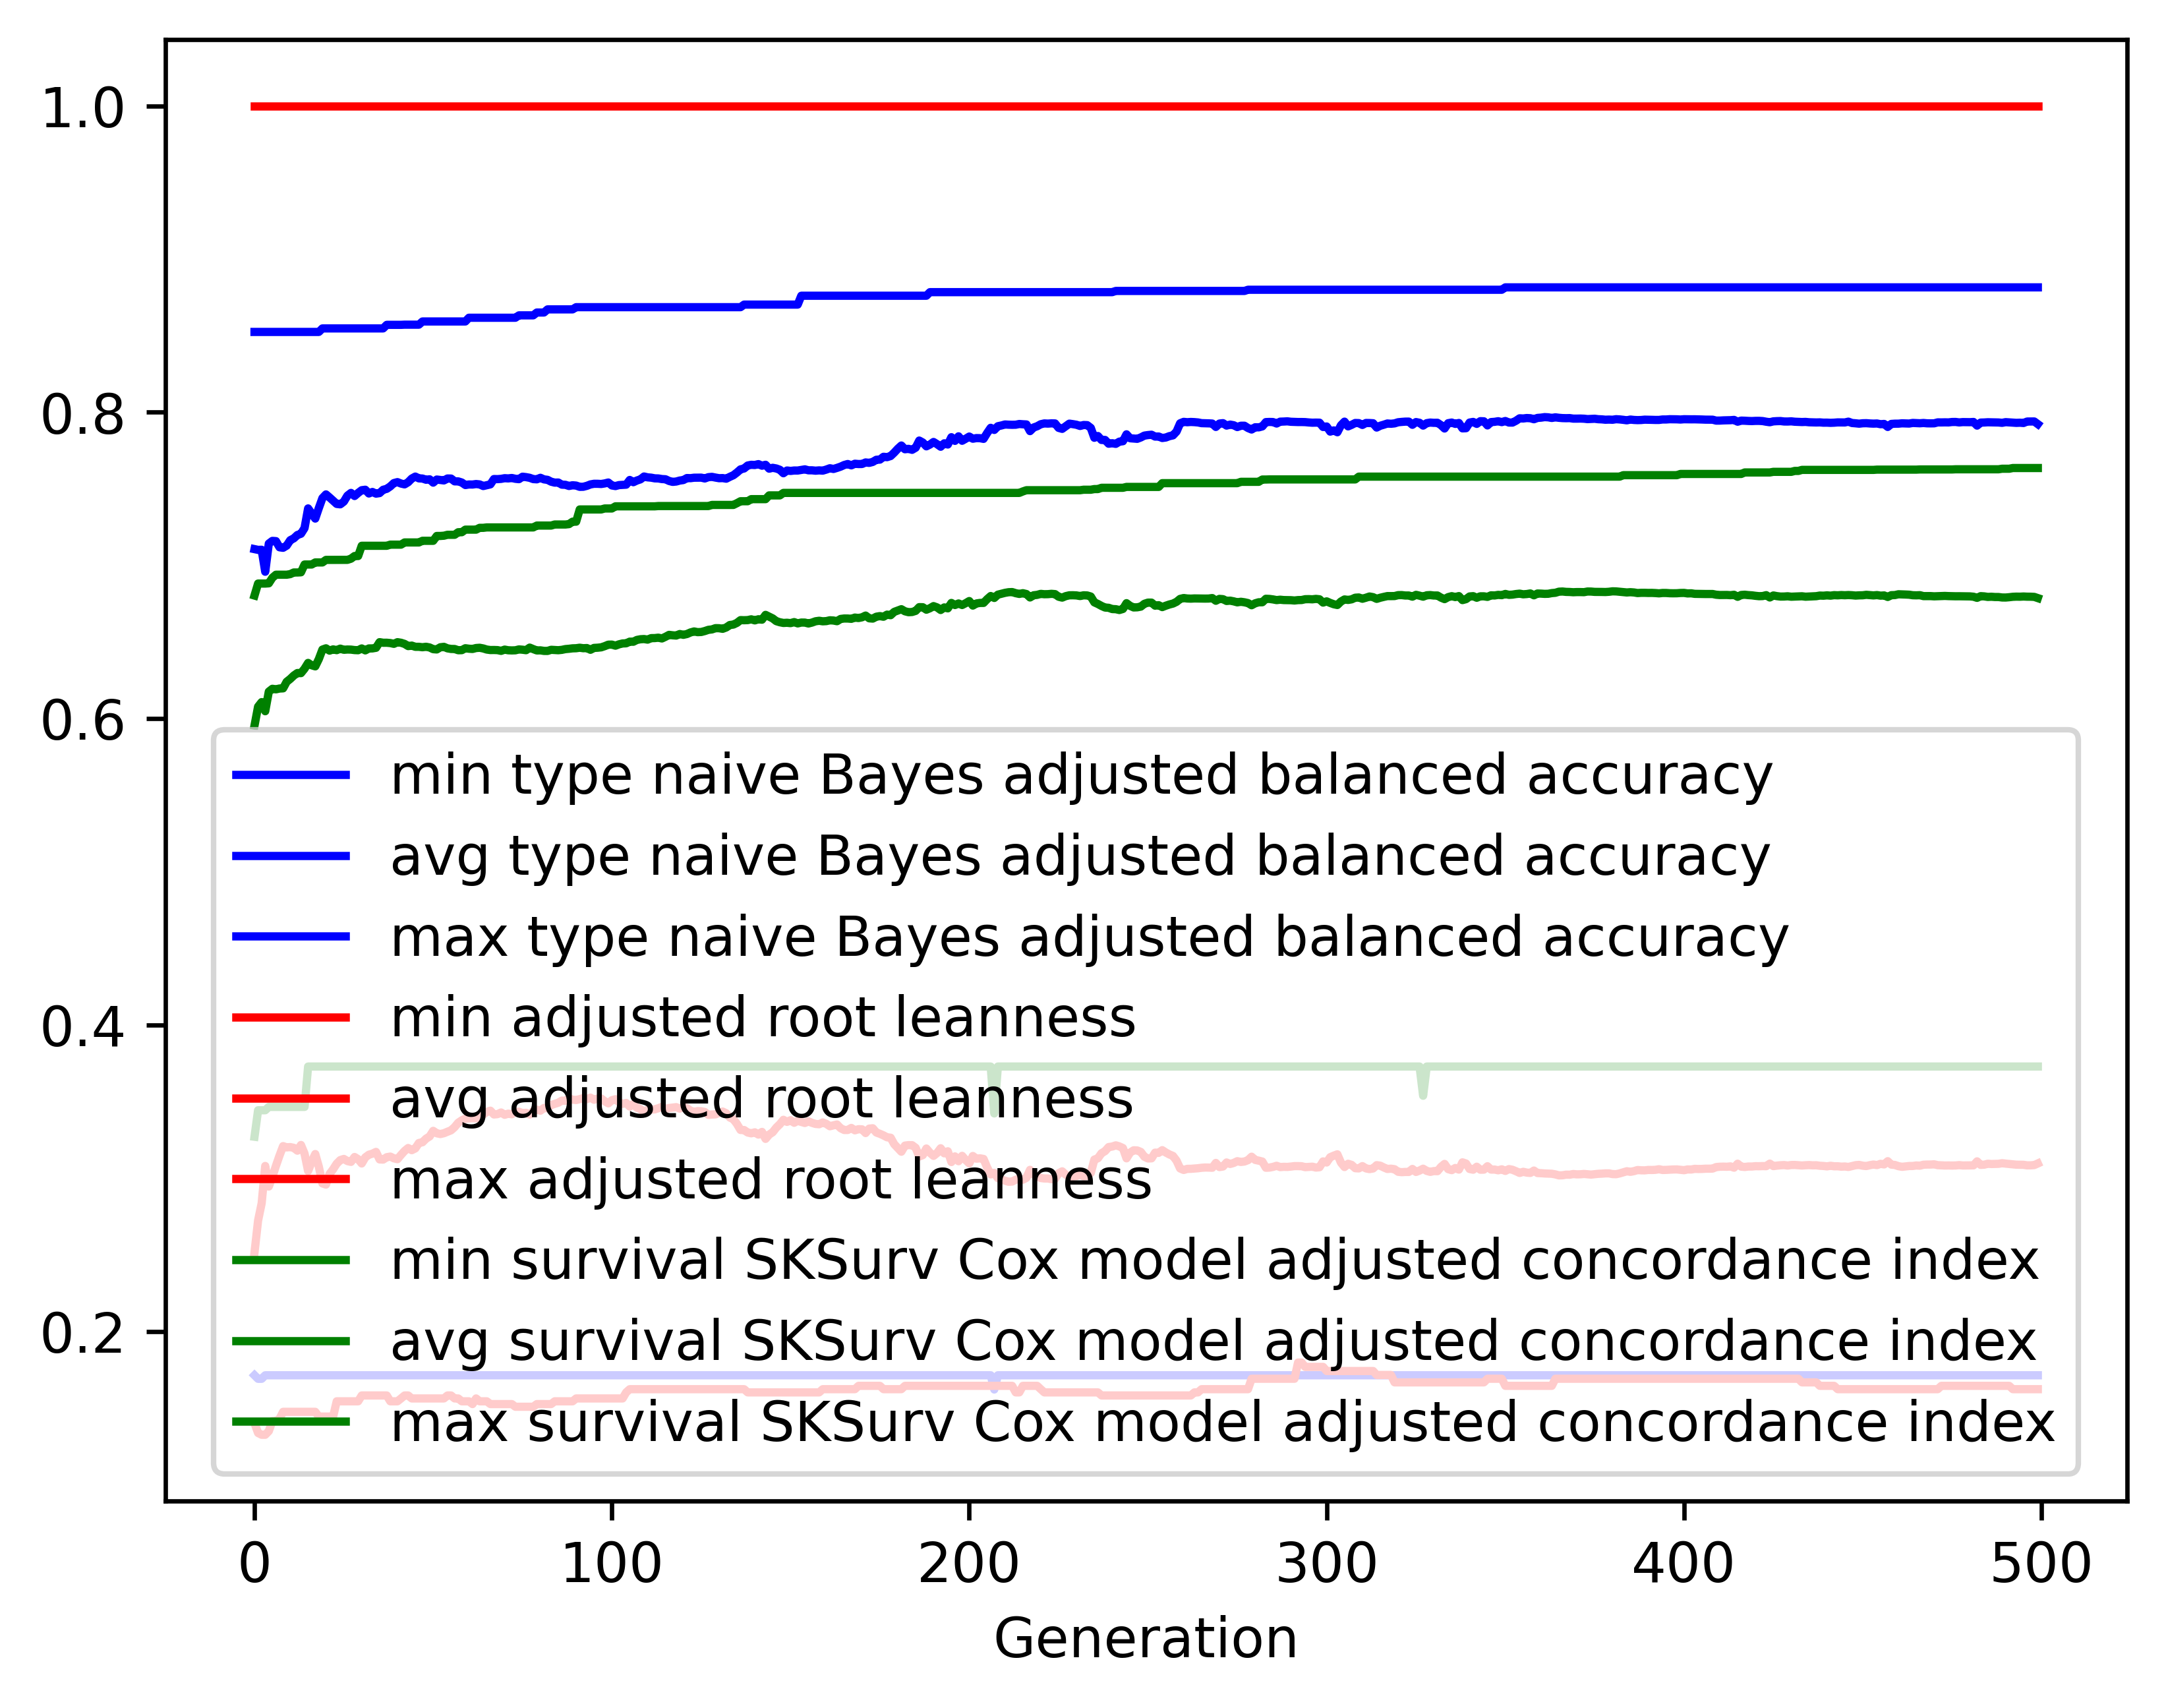 1.0
0.8
0.6
0.4
0.2
min type naive Bayes adjusted balanced accuracy
avg type naive Bayes adjusted balanced accuracy
max type naive Bayes adjusted balanced accuracy
min adjusted root leanness
avg adjusted root leanness
max adjusted root leanness
min survival SKSurv Cox model adjusted concordance index
avg survival SKSurv Cox model adjusted concordance index
max survival SKSurv Cox model adjusted concordance index
0 100 200 300 400 500
Generation